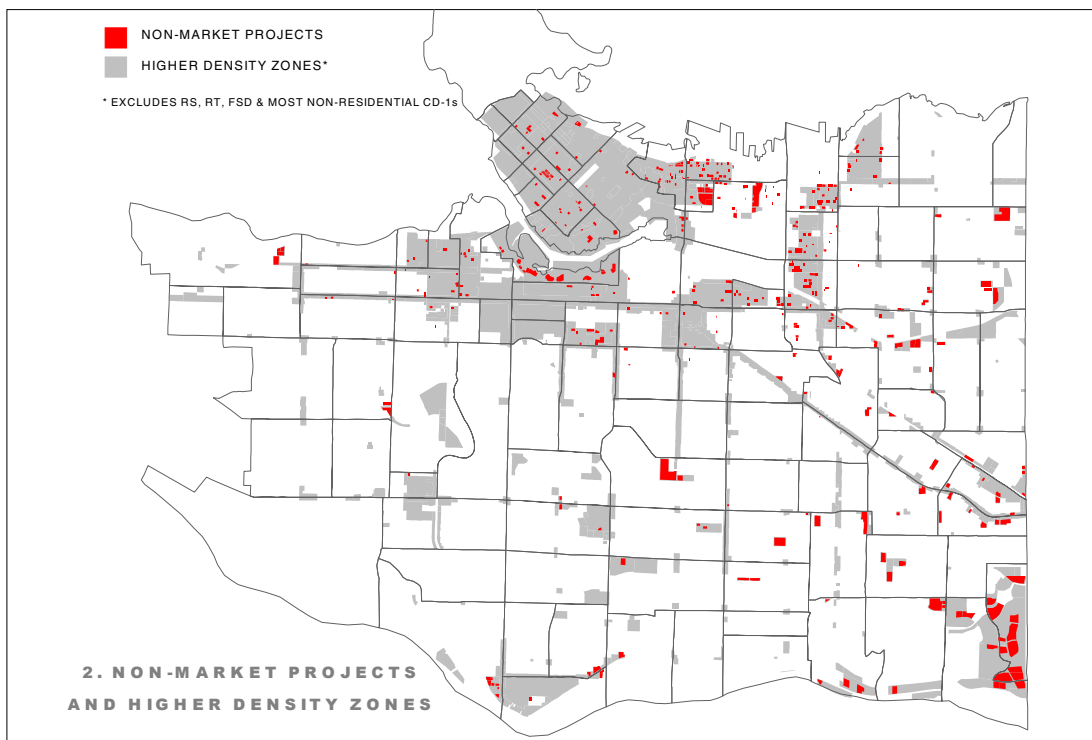 NON-MARKET PROJECTS
HIGHER DENSITY ZONES*
* EXCLUDES RS, RT, FSD & MOST NON-RESIDENTIAL CD-1s
2. NON-MARKET PROJECTS
AND HIGHER DENSITY ZONES